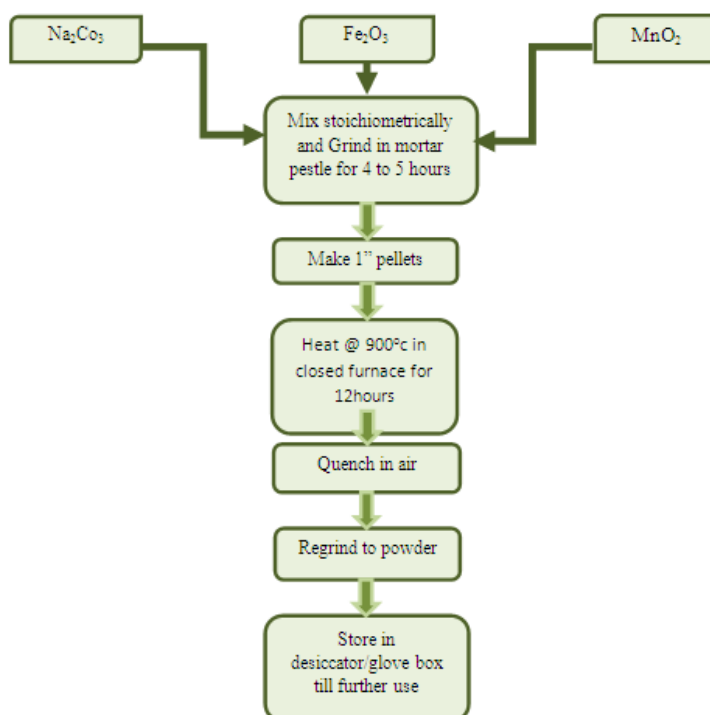 Na₂Co₃
Fe₂O₃
MnO₂
Mix stoichiometrically
and Grind in mortar
pestle for 4 to 5 hours
Make 1” pellets
Heat @ 900ºc in
closed furnace for
12hours
Quench in air
Regrind to powder
Store in
desiccator/glove box
till further use